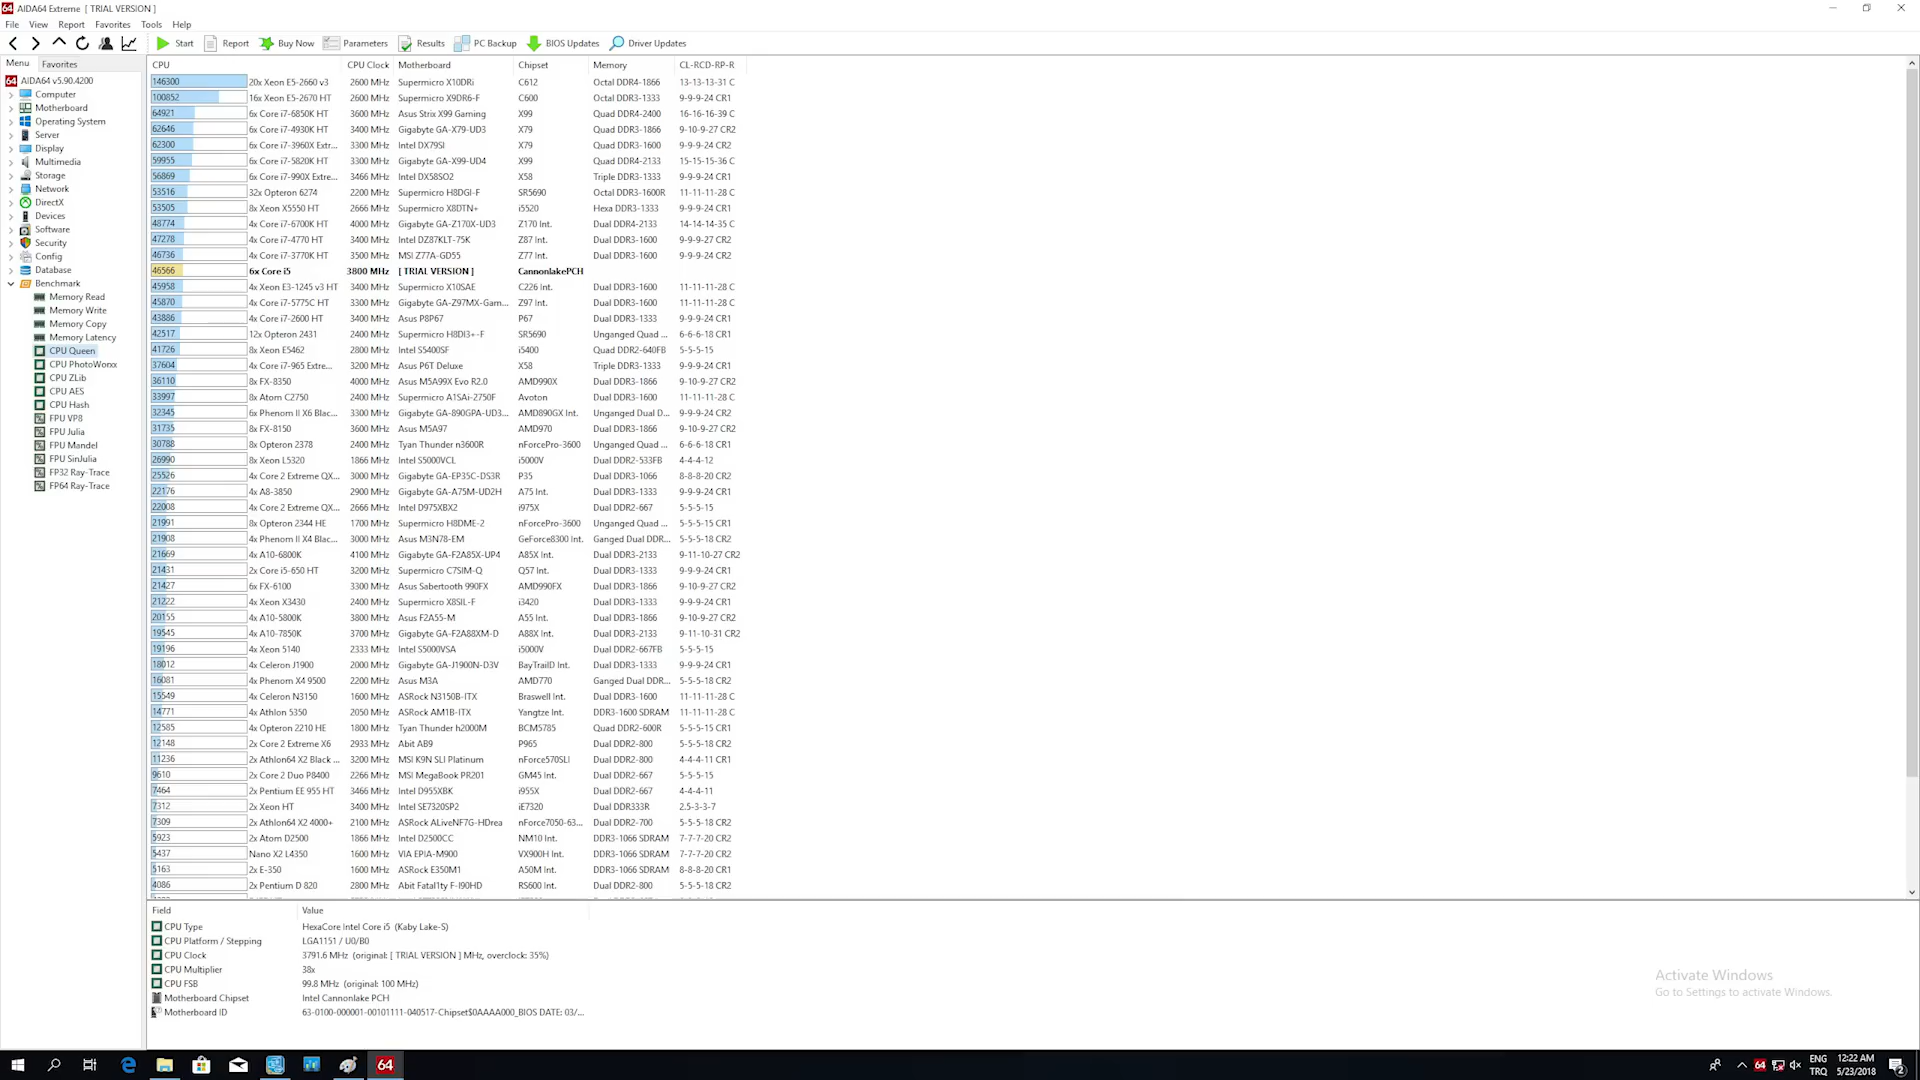 AIDA64 Extreme [ TRIAL VERSION ]
File View Report Favorites Tools Help
Start Report Buy Now Parameters Results PC Backup BIOS Updates Driver Updates
Menu Favorites
AIDA64 v5.90.4200
Computer
Motherboard
Operating System
Server
Display
Multimedia
Storage
Network
DirectX
Devices
Software
Security
Config
Database
Benchmark
Memory Read
Memory Write
Memory Copy
Memory Latency
CPU Queen
CPU PhotoWorxx
CPU ZLib
CPU AES
CPU Hash
FPU VP8
FPU Julia
FPU Mandel
FPU SinJulia
FP32 Ray-Trace
FP64 Ray-Trace
CPU CPU Clock Motherboard Chipset Memory CL-RCD-RP-R
146300 20x Xeon E5-2660 v3 2600 MHz Supermicro X10DRi C612 Octal DDR4-1866 13-13-13-31 C
100852 16x Xeon E5-2670 HT 2600 MHz Supermicro X9DR6-F C600 Octal DDR3-1333 9-9-9-24 CR1
64921 6x Core i7-6850K HT 3600 MHz Asus Strix X99 Gaming X99 Quad DDR4-2400 16-16-16-39 C
62646 6x Core i7-4930K HT 3400 MHz Gigabyte GA-X79-UD3 X79 Quad DDR3-1866 9-10-9-27 CR2
62300 6x Core i7-3960X Extr... 3300 MHz Intel DX79SI X79 Quad DDR3-1600 9-9-9-24 CR2
59955 6x Core i7-5820K HT 3300 MHz Gigabyte GA-X99-UD4 X99 Quad DDR4-2133 15-15-15-36 C
56869 6x Core i7-990X Extre... 3466 MHz Intel DX58SO2 X58 Triple DDR3-1333 9-9-9-24 CR1
53516 32x Opteron 6274 2200 MHz Supermicro H8DGI-F SR5690 Octal DDR3-1600R 11-11-11-28 C
53505 8x Xeon X5550 HT 2666 MHz Supermicro X8DTN+ i5520 Hexa DDR3-1333 9-9-9-24 CR1
48774 4x Core i7-6700K HT 4000 MHz Gigabyte GA-Z170X-UD3 Z170 Int. Dual DDR4-2133 14-14-14-35 C
47278 4x Core i7-4770 HT 3400 MHz Intel DZ87KLT-75K Z87 Int. Dual DDR3-1600 9-9-9-27 CR2
46736 4x Core i7-3770K HT 3500 MHz MSI Z77A-GD55 Z77 Int. Dual DDR3-1600 9-9-9-24 CR2
46566 6x Core i5 3800 MHz [ TRIAL VERSION ] CannonlakePCH
45958 4x Xeon E3-1245 v3 HT 3400 MHz Supermicro X10SAE C226 Int. Dual DDR3-1600 11-11-11-28 C
45870 4x Core i7-5775C HT 3300 MHz Gigabyte GA-Z97MX-Gam... Z97 Int. Dual DDR3-1600 11-11-11-28 C
43886 4x Core i7-2600 HT 3400 MHz Asus P8P67 P67 Dual DDR3-1333 9-9-9-24 CR1
42517 12x Opteron 2431 2400 MHz Supermicro H8DI3+-F SR5690 Unganged Quad ... 6-6-6-18 CR1
41726 8x Xeon E5462 2800 MHz Intel S5400SF i5400 Quad DDR2-640FB 5-5-5-15
37604 4x Core i7-965 Extre... 3200 MHz Asus P6T Deluxe X58 Triple DDR3-1333 9-9-9-24 CR1
36110 8x FX-8350 4000 MHz Asus M5A99X Evo R2.0 AMD990X Dual DDR3-1866 9-10-9-27 CR2
33997 8x Atom C2750 2400 MHz Supermicro A1SAi-2750F Avoton Dual DDR3-1600 11-11-11-28 C
32345 6x Phenom II X6 Blac... 3300 MHz Gigabyte GA-890GPA-UD3... AMD890GX Int. Unganged Dual D... 9-9-9-24 CR2
31735 8x FX-8150 3600 MHz Asus M5A97 AMD970 Dual DDR3-1866 9-10-9-27 CR2
30788 8x Opteron 2378 2400 MHz Tyan Thunder n3600R nForcePro-3600 Unganged Quad ... 6-6-6-18 CR1
26990 8x Xeon L5320 1866 MHz Intel S5000VCL i5000V Dual DDR2-533FB 4-4-4-12
25526 4x Core 2 Extreme QX... 3000 MHz Gigabyte GA-EP35C-DS3R P35 Dual DDR3-1066 8-8-8-20 CR2
22176 4x A8-3850 2900 MHz Gigabyte GA-A75M-UD2H A75 Int. Dual DDR3-1333 9-9-9-24 CR1
22008 4x Core 2 Extreme QX... 2666 MHz Intel D975XBX2 i975X Dual DDR2-667 5-5-5-15
21991 8x Opteron 2344 HE 1700 MHz Supermicro H8DME-2 nForcePro-3600 Unganged Quad ... 5-5-5-15 CR1
21908 4x Phenom II X4 Blac... 3000 MHz Asus M3N78-EM GeForce8300 Int. Ganged Dual DDR... 5-5-5-18 CR2
21669 4x A10-6800K 4100 MHz Gigabyte GA-F2A85X-UP4 A85X Int. Dual DDR3-2133 9-11-10-27 CR2
21431 2x Core i5-650 HT 3200 MHz Supermicro C7SIM-Q Q57 Int. Dual DDR3-1333 9-9-9-24 CR1
21427 6x FX-6100 3300 MHz Asus Sabertooth 990FX AMD990FX Dual DDR3-1866 9-10-9-27 CR2
21222 4x Xeon X3430 2400 MHz Supermicro X8SIL-F i3420 Dual DDR3-1333 9-9-9-24 CR1
20155 4x A10-5800K 3800 MHz Asus F2A55-M A55 Int. Dual DDR3-1866 9-10-9-27 CR2
19545 4x A10-7850K 3700 MHz Gigabyte GA-F2A88XM-D A88X Int. Dual DDR3-2133 9-11-10-31 CR2
19196 4x Xeon 5140 2333 MHz Intel S5000VSA i5000V Dual DDR2-667FB 5-5-5-15
18012 4x Celeron J1900 2000 MHz Gigabyte GA-J1900N-D3V BayTrailD Int. Dual DDR3-1333 9-9-9-24 CR1
16081 4x Phenom X4 9500 2200 MHz Asus M3A AMD770 Ganged Dual DDR... 5-5-5-18 CR2
15549 4x Celeron N3150 1600 MHz ASRock N3150B-ITX Braswell Int. Dual DDR3-1600 11-11-11-28 C
14771 4x Athlon 5350 2050 MHz ASRock AM1B-ITX Yangtze Int. DDR3-1600 SDRAM 11-11-11-28 C
12585 4x Opteron 2210 HE 1800 MHz Tyan Thunder h2000M BCM5785 Quad DDR2-600R 5-5-5-15 CR1
12148 2x Core 2 Extreme X6 2933 MHz Abit AB9 P965 Dual DDR2-800 5-5-5-18 CR2
11236 2x Athlon64 X2 Black ... 3200 MHz MSI K9N SLI Platinum nForce570SLI Dual DDR2-800 4-4-4-11 CR1
9610 2x Core 2 Duo P8400 2266 MHz MSI MegaBook PR201 GM45 Int. Dual DDR2-667 5-5-5-15
7464 2x Pentium EE 955 HT 3466 MHz Intel D955XBK i955X Dual DDR2-667 4-4-4-11
7312 2x Xeon HT 3400 MHz Intel SE7320SP2 iE7320 Dual DDR333R 2.5-3-3-7
7309 2x Athlon64 X2 4000+ 2100 MHz ASRock ALiveNF7G-HDrea nForce7050-63... Dual DDR2-700 5-5-5-18 CR2
5923 2x Atom D2500 1866 MHz Intel D2500CC NM10 Int. DDR3-1066 SDRAM 7-7-7-20 CR2
5437 Nano X2 L4350 1600 MHz VIA EPIA-M900 VX900H Int. DDR3-1066 SDRAM 7-7-7-20 CR2
5163 2x E-350 1600 MHz ASRock E350M1 A50M Int. DDR3-1066 SDRAM 8-8-8-20 CR1
4086 2x Pentium D 820 2800 MHz Abit Fatal1ty F-I90HD RS600 Int. Dual DDR2-800 5-5-5-18 CR2
Field Value
CPU Type HexaCore Intel Core i5 (Kaby Lake-S)
CPU Platform / Stepping LGA1151 / U0/B0
CPU Clock 3791.6 MHz (original: [ TRIAL VERSION ] MHz, overclock: 35%)
CPU Multiplier 38x
CPU FSB 99.8 MHz (original: 100 MHz)
Motherboard Chipset Intel Cannonlake PCH
Motherboard ID 63-0100-000001-00101111-040517-Chipset$0AAAA000_BIOS DATE: 03/...
Activate Windows
Go to Settings to activate Windows.
64
64
ENG
TRQ
12:22 AM
5/23/2018
2